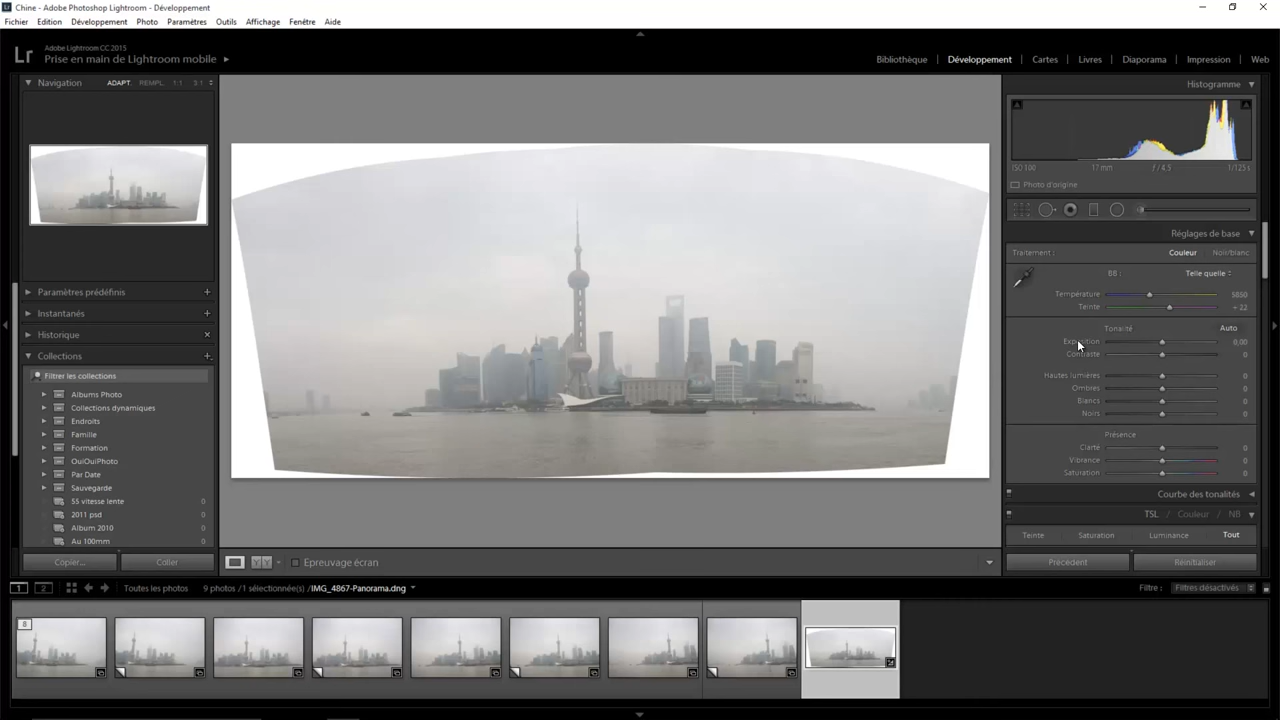 Chine - Adobe Photoshop Lightroom - Développement
Fichier Edition Développement Photo Paramètres Outils Affichage Fenêtre Aide
Lr
Adobe Lightroom CC 2015
Prise en main de Lightroom mobile
Bibliothèque Développement Cartes Livres Diaporama Impression Web
Navigation ADAPT. REMPL. 1:1 3:1
Histogramme
ISO 100 17 mm ƒ / 4,5 1/125 s
Photo d'origine
Réglages de base
Traitement : Couleur Noir/blanc
BB : Telle quelle
Température 5850
Teinte + 22
Tonalité Auto
Exposition 0,00
Contraste 0
Hautes lumières 0
Ombres 0
Blancs 0
Noirs 0
Présence
Clarté 0
Vibrance 0
Saturation 0
Courbe des tonalités
TSL / Couleur / NB
Teinte Saturation Luminance Tout
Précédent Réinitialiser
Paramètres prédéfinis
Instantanés
Historique
Collections
Filtrer les collections
Albums Photo
Collections dynamiques
Endroits
Famille
Formation
OuiOuiPhoto
Par Date
Sauvegarde
55 vitesse lente 0
2011 psd 0
Album 2010 0
Au 100mm 0
Copier... Coller
Epreuvage écran
1 2 Toutes les photos 9 photos /1 sélectionnée(s) /IMG_4867-Panorama.dng
Filtre : Filtres désactivés
8